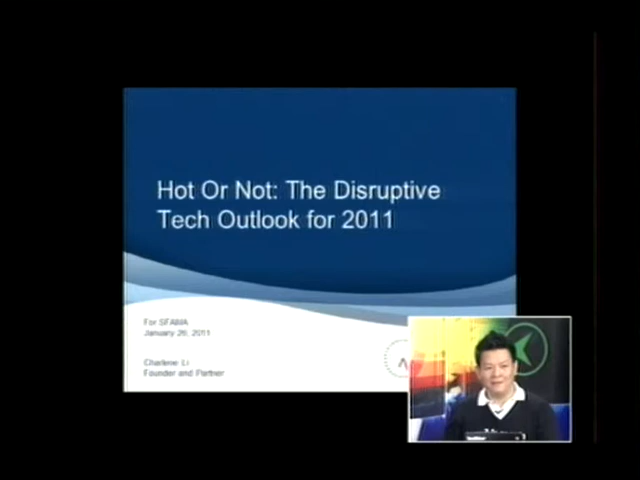 Hot Or Not: The Disruptive
Tech Outlook for 2011
For SFAMA
January 26, 2011
Charlene Li
Founder and Partner